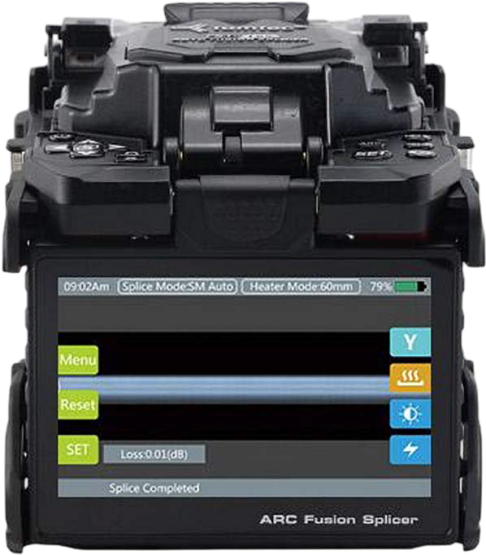 Tumtec
09:02Am Splice Mode:SM Auto Heater Mode:60mm 79%
Y
Menu
Reset
SET
Loss:0.01(dB)
Splice Completed
ARC Fusion Splicer